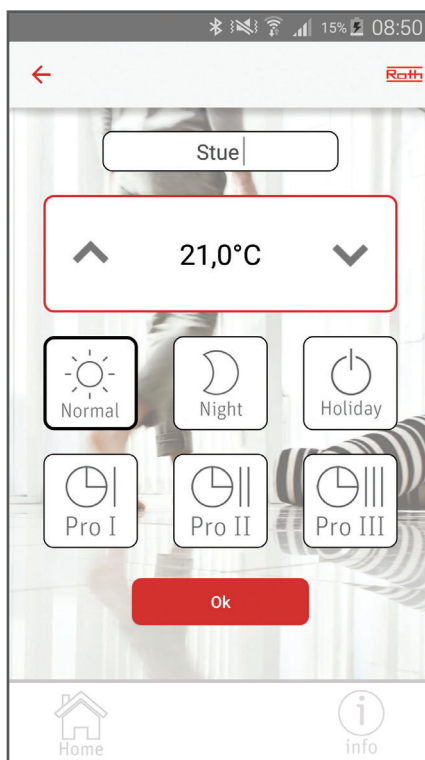 15% 08:50
Roth
Stue
21,0°C
Normal Night Holiday
Pro I Pro II Pro III
Ok
Home info